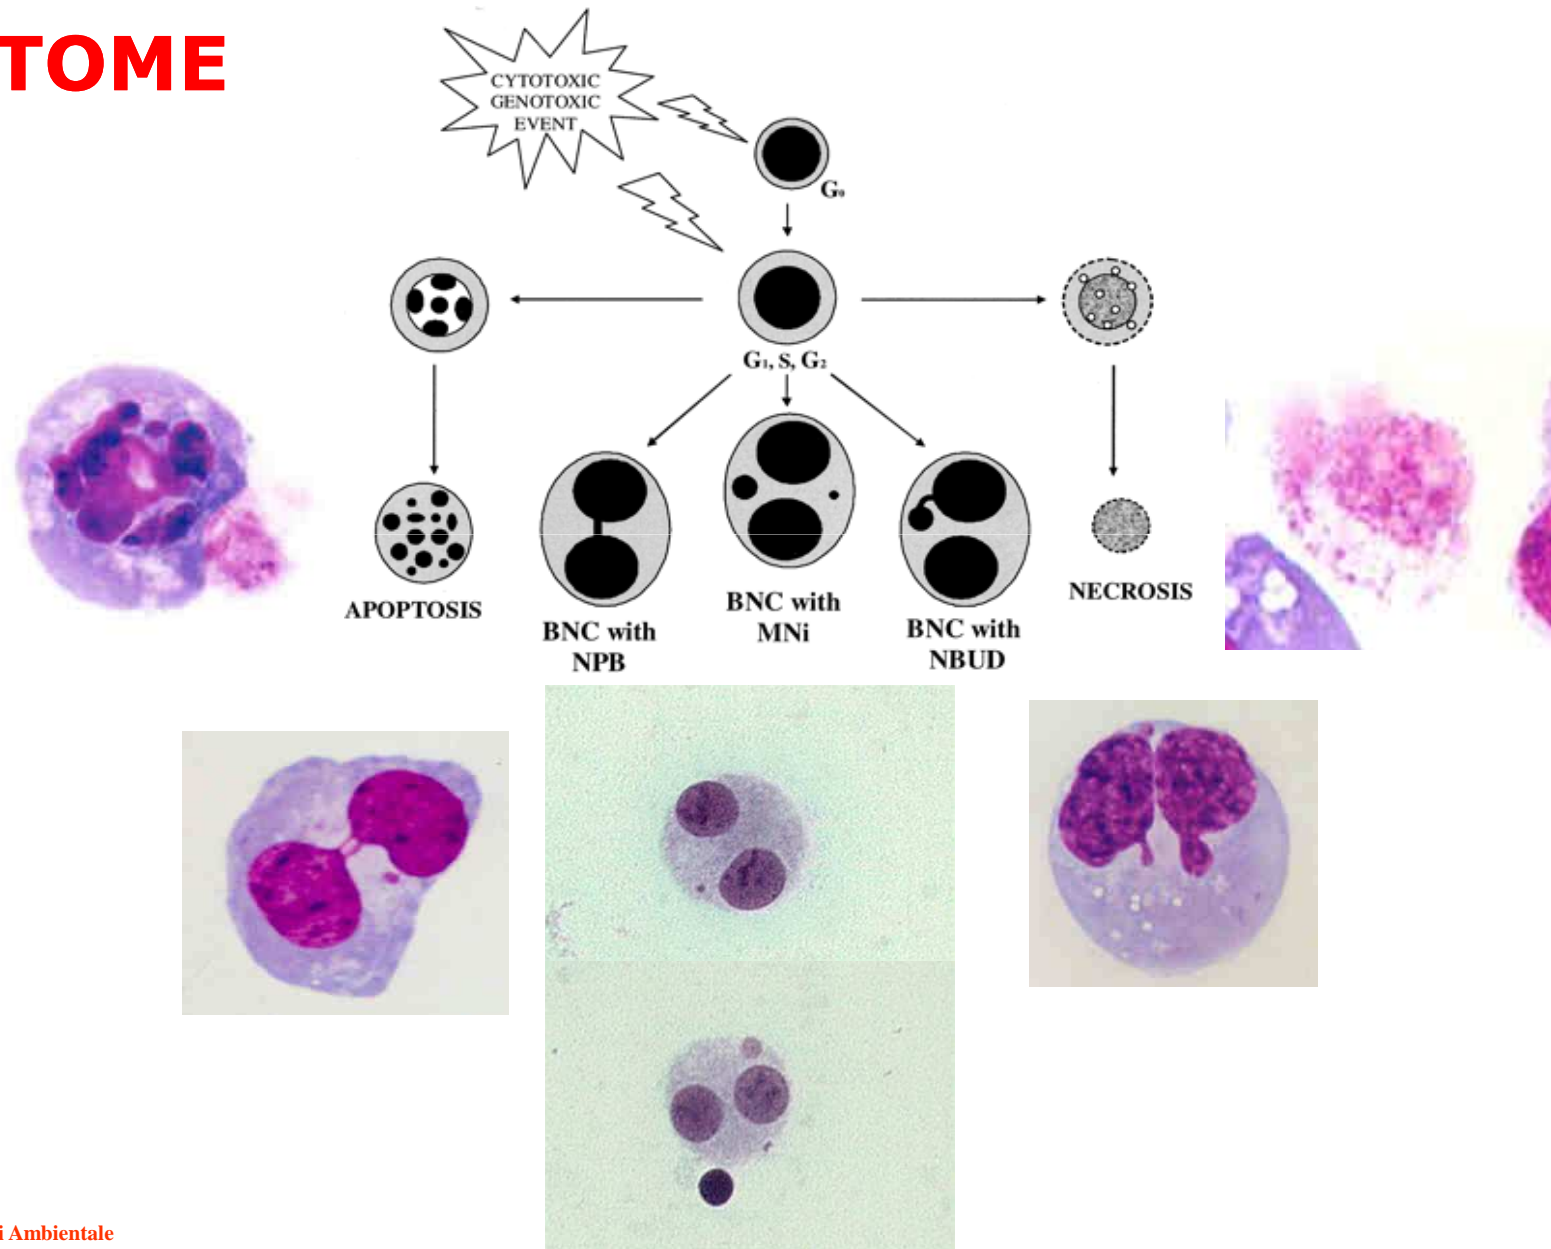 TOME
CYTOTOXIC
GENOTOXIC
EVENT
G₀
G₁, S, G₂
APOPTOSIS
BNC with
NPB
BNC with
MNi
BNC with
NBUD
NECROSIS
i Ambientale